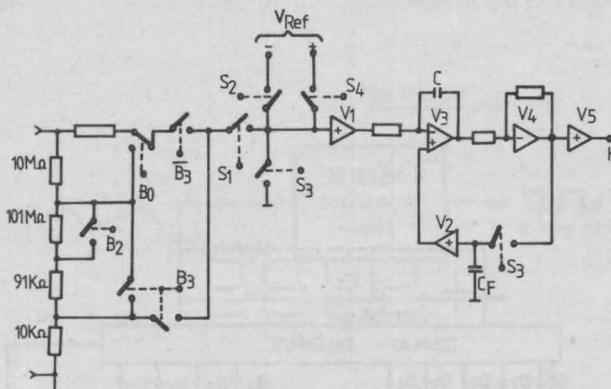 VRef
- +
S2
S4
C
V1
V3
V4
V5
10MΩ
B0
B3
S1
S3
101MΩ
B2
V2
91KΩ
B3
S3
CF
10KΩ